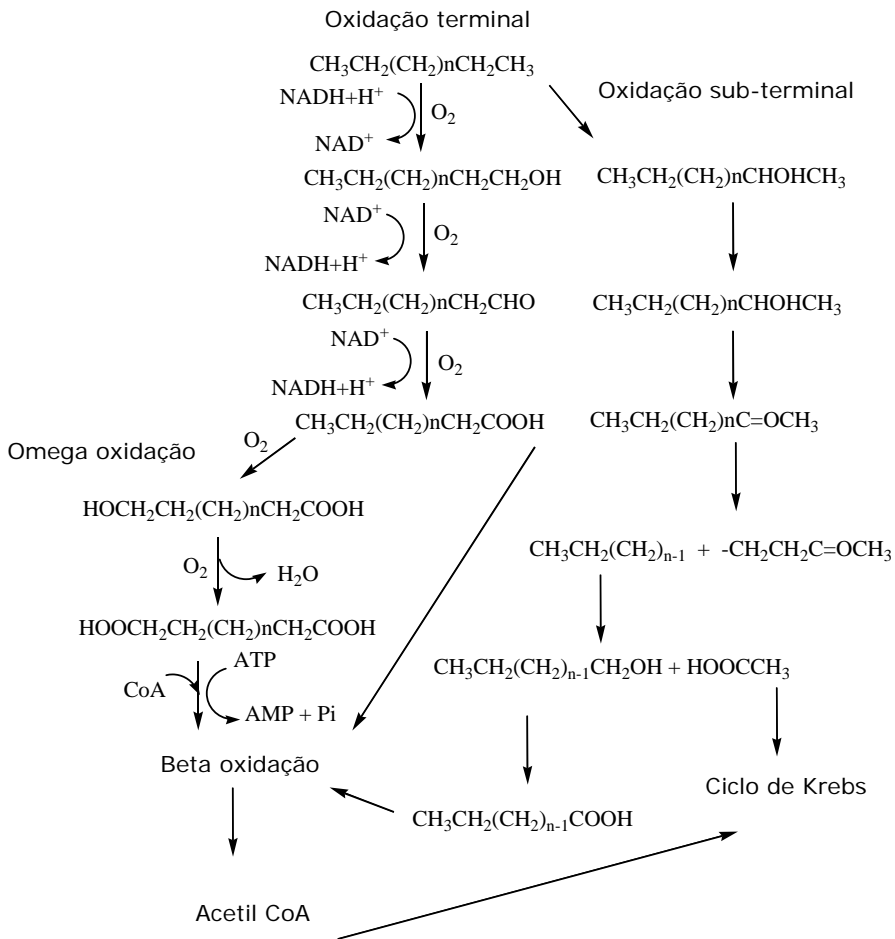 Oxidação terminal
CH₃CH₂(CH₂)nCH₂CH₃
Oxidação sub-terminal
NADH+H⁺
O₂
NAD⁺
CH₃CH₂(CH₂)nCH₂CH₂OH
CH₃CH₂(CH₂)nCHOHCH₃
NAD⁺
O₂
NADH+H⁺
CH₃CH₂(CH₂)nCH₂CHO
CH₃CH₂(CH₂)nCHOHCH₃
NAD⁺
O₂
NADH+H⁺
CH₃CH₂(CH₂)nCH₂COOH
CH₃CH₂(CH₂)nC=OCH₃
Omega oxidação
O₂
HOCH₂CH₂(CH₂)nCH₂COOH
CH₃CH₂(CH₂)ₙ₋₁ + -CH₂CH₂C=OCH₃
O₂
H₂O
HOOCH₂CH₂(CH₂)nCH₂COOH
CH₃CH₂(CH₂)ₙ₋₁CH₂OH + HOOCCH₃
CoA
ATP
AMP + Pi
Beta oxidação
Ciclo de Krebs
CH₃CH₂(CH₂)ₙ₋₁COOH
Acetil CoA